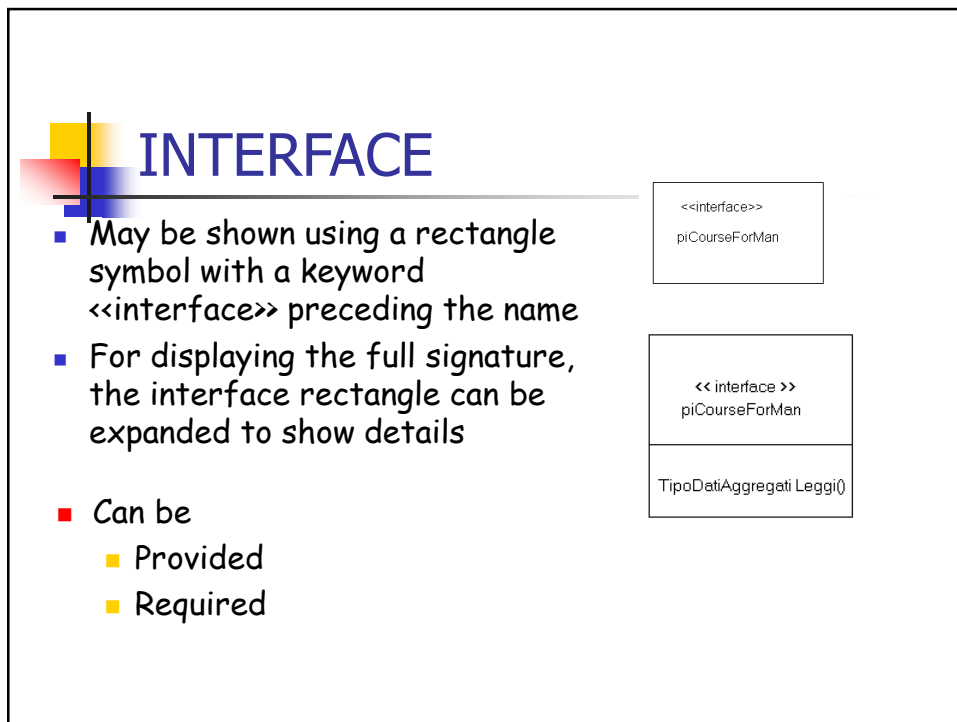 INTERFACE
May be shown using a rectangle
symbol with a keyword
<<interface>> preceding the name
For displaying the full signature,
the interface rectangle can be
expanded to show details
Can be
Provided
Required
<<interface>>
piCourseForMan
<< interface >>
piCourseForMan
TipoDatiAggregati Leggi()